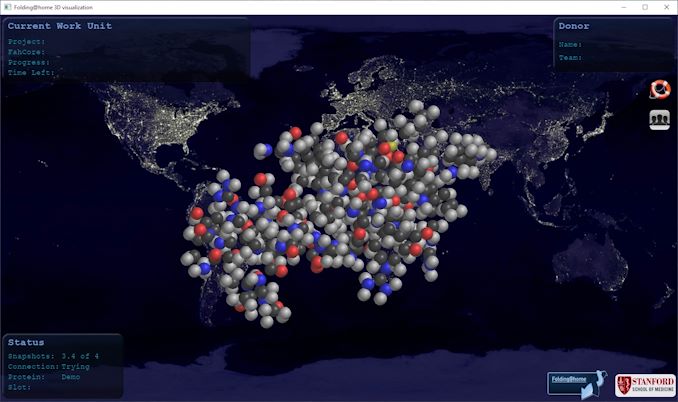 Folding@home 3D visualization
Current Work Unit
Project:
FahCore:
Progress:
Time Left:
Donor
Name:
Team:
Status
Snapshots: 3.4 of 4
Connection: Trying
Protein: Demo
Slot:
Folding@home
STANFORD
SCHOOL OF MEDICINE